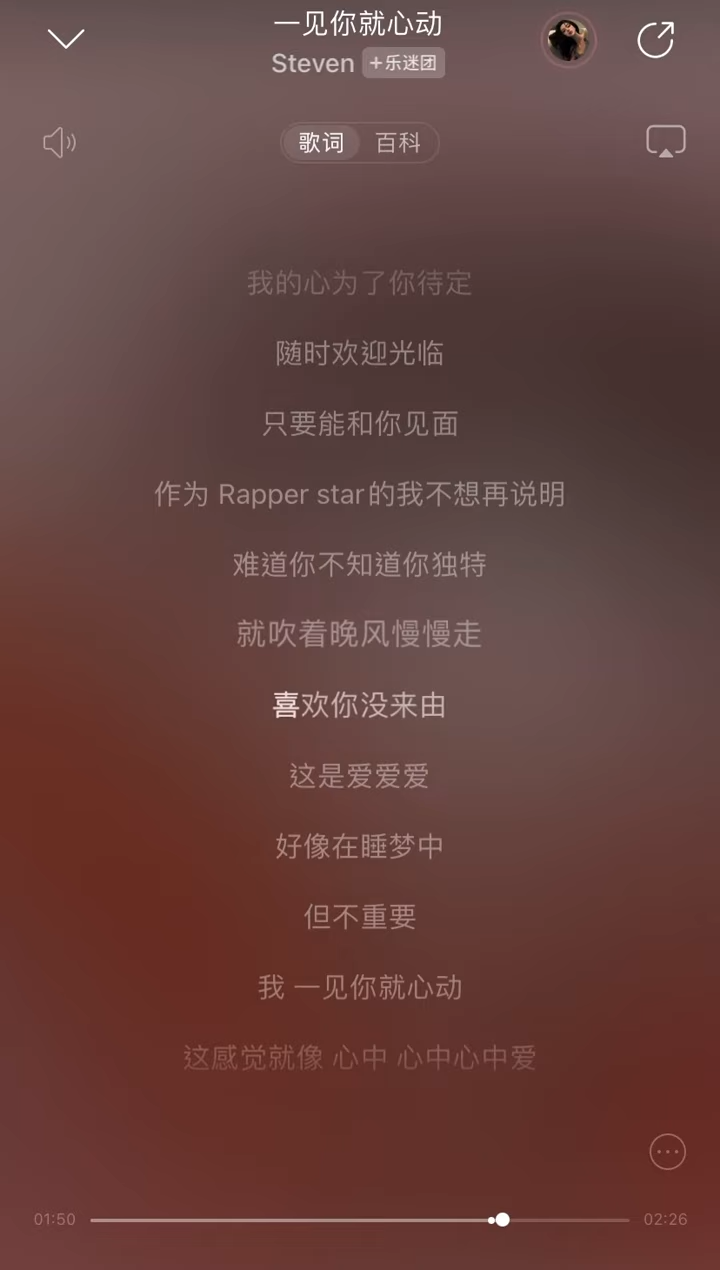 一见你就心动
Steven +乐迷团
歌词 百科
我的心为了你待定
随时欢迎光临
只要能和你见面
作为 Rapper star的我不想再说明
难道你不知道你独特
就吹着晚风慢慢走
喜欢你没来由
这是爱爱爱
好像在睡梦中
但不重要
我 一见你就心动
这感觉就像 心中 心中心中爱
01:50 02:26